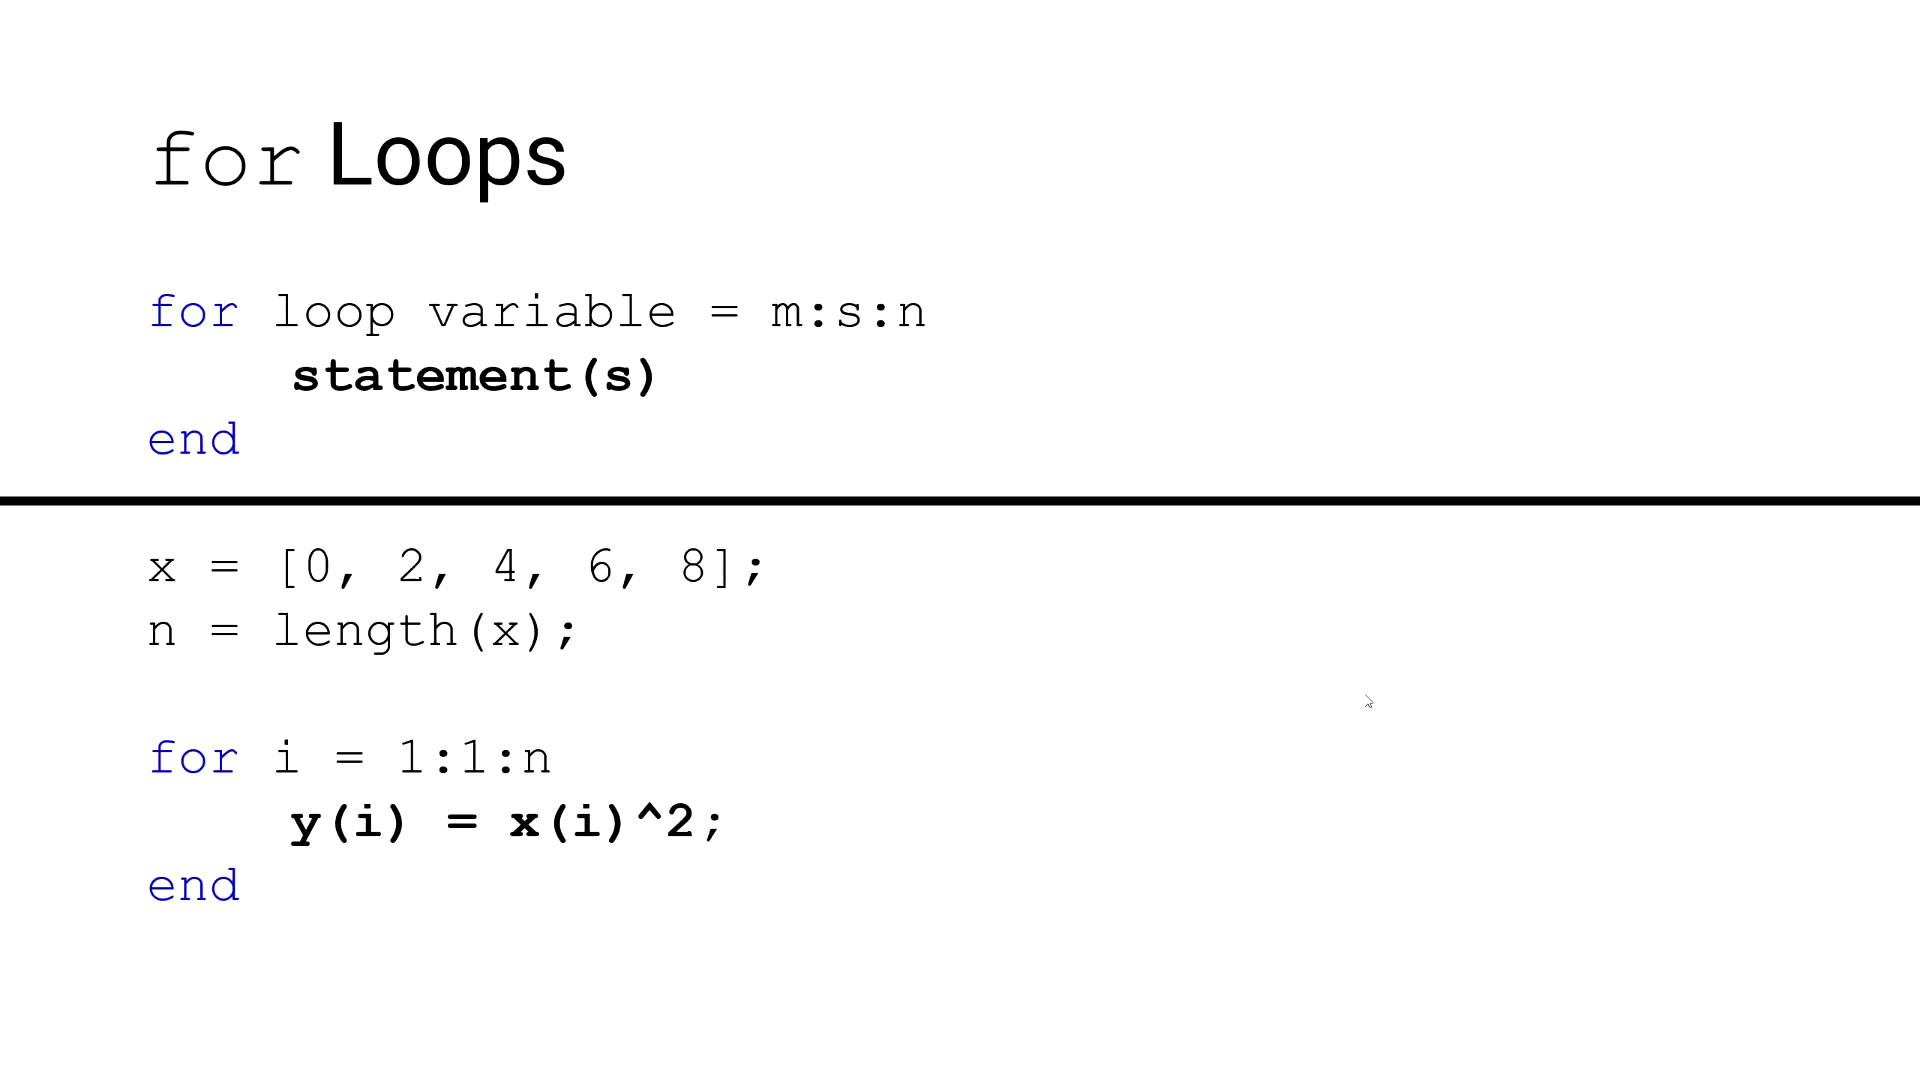 for Loops
for loop variable = m:s:n
statement(s)
end
x = [0, 2, 4, 6, 8];
n = length(x);
for i = 1:1:n
y(i) = x(i)^2;
end